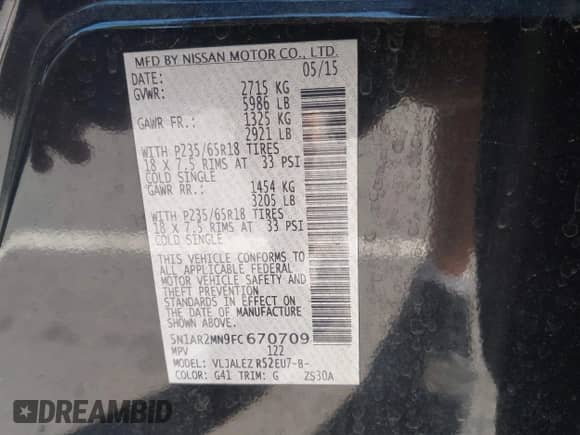 MFD BY NISSAN MOTOR CO., LTD.
DATE: 05/15
GVWR: 2715 KG
5986 LB
GAWR FR.: 1325 KG
2921 LB
WITH P235/65R18 TIRES
18 X 7.5 RIMS AT 33 PSI
COLD SINGLE
GAWR RR.: 1454 KG
3205 LB
WITH P235/65R18 TIRES
18 X 7.5 RIMS AT 33 PSI
COLD SINGLE
THIS VEHICLE CONFORMS TO
ALL APPLICABLE FEDERAL
MOTOR VEHICLE SAFETY AND
THEFT PREVENTION
STANDARDS IN EFFECT ON
THE DATE OF MANUFACTURE
SHOWN ABOVE.
5N1AR2MN9FC670709
MPV 122
MODEL: VLJALEZ R52EU7-B-
COLOR: G41 TRIM: G ZS30A
DREAMBID